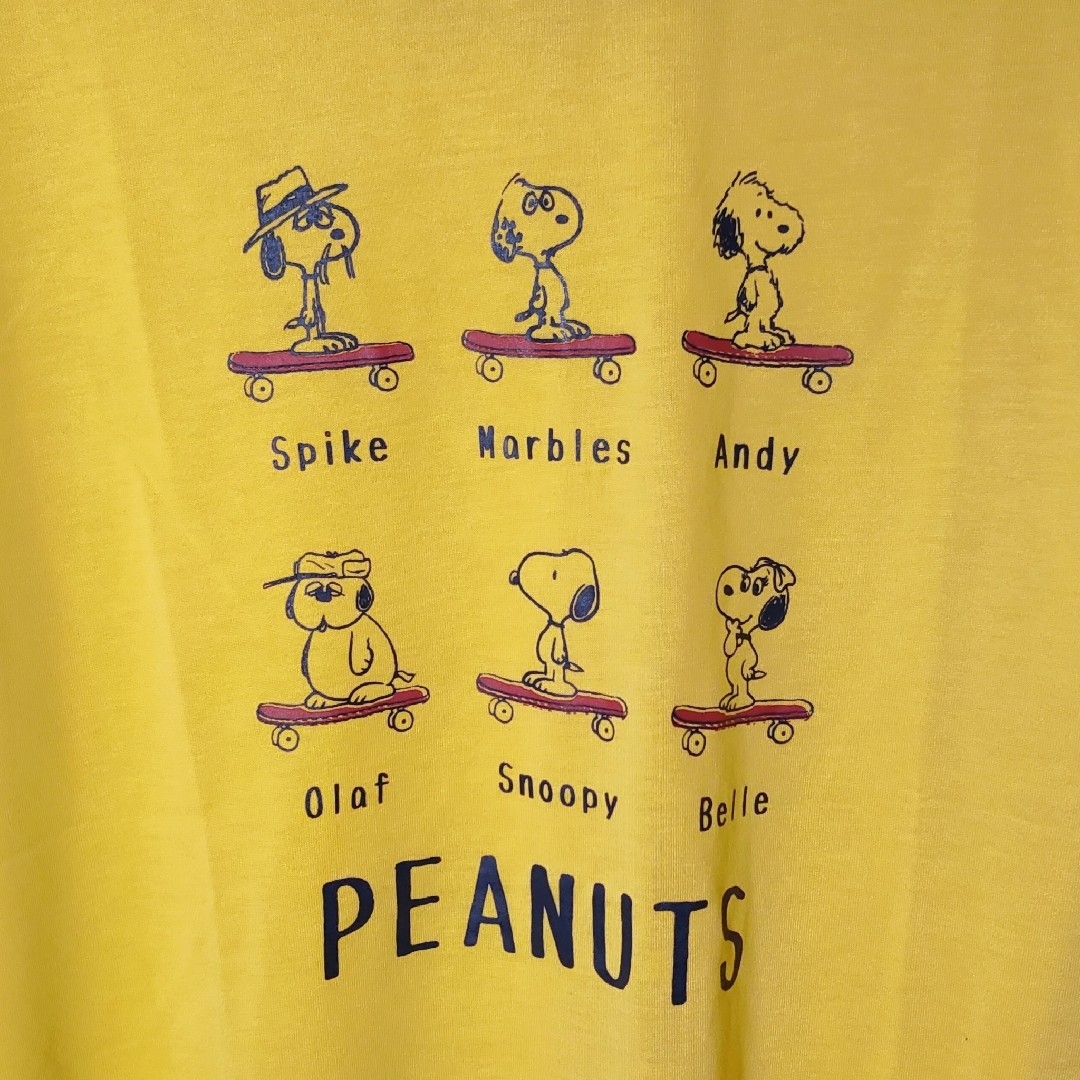 Spike Marbles Andy
Olaf Snoopy Belle
PEANUTS